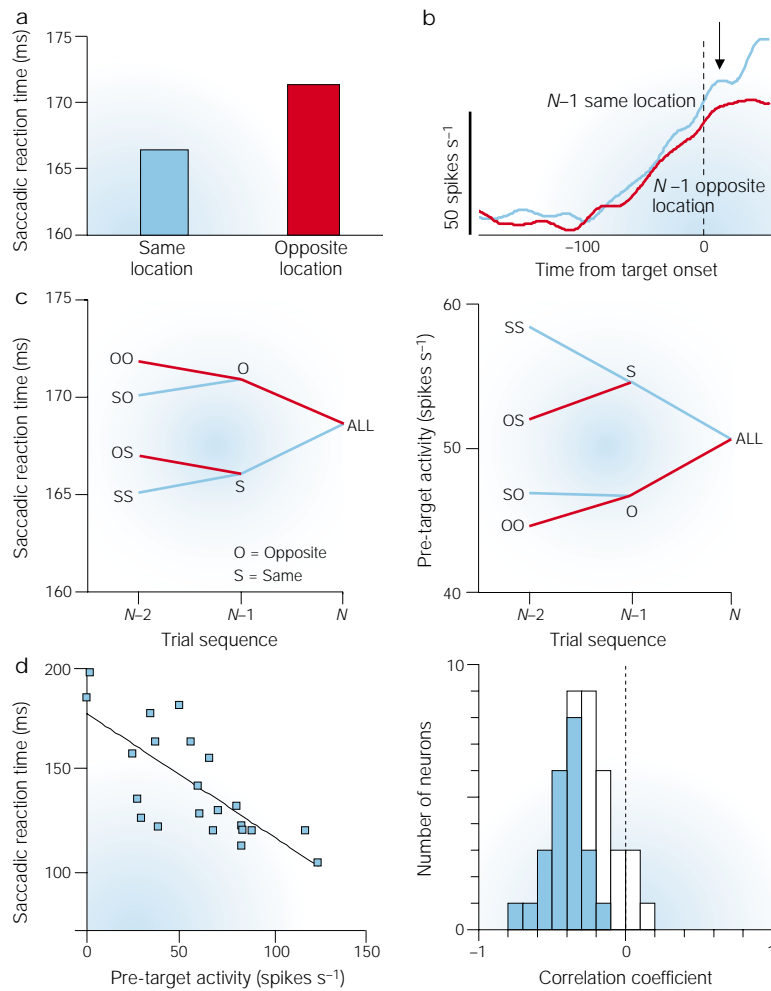 a
Saccadic reaction time (ms)
175
170
165
160
Same
location
Opposite
location
b
50 spikes s–1
N–1 same location
N–1 opposite
location
–100
0
Time from target onset
c
Saccadic reaction time (ms)
175
170
165
160
OO
SO
OS
SS
O
S
ALL
O = Opposite
S = Same
N–2
N–1
N
Trial sequence
Pre-target activity (spikes s–1)
60
50
40
SS
OS
SO
OO
S
O
ALL
N–2
N–1
N
Trial sequence
d
Saccadic reaction time (ms)
200
150
100
0
50
100
150
Pre-target activity (spikes s–1)
Number of neurons
10
0
–1
0
1
Correlation coefficient